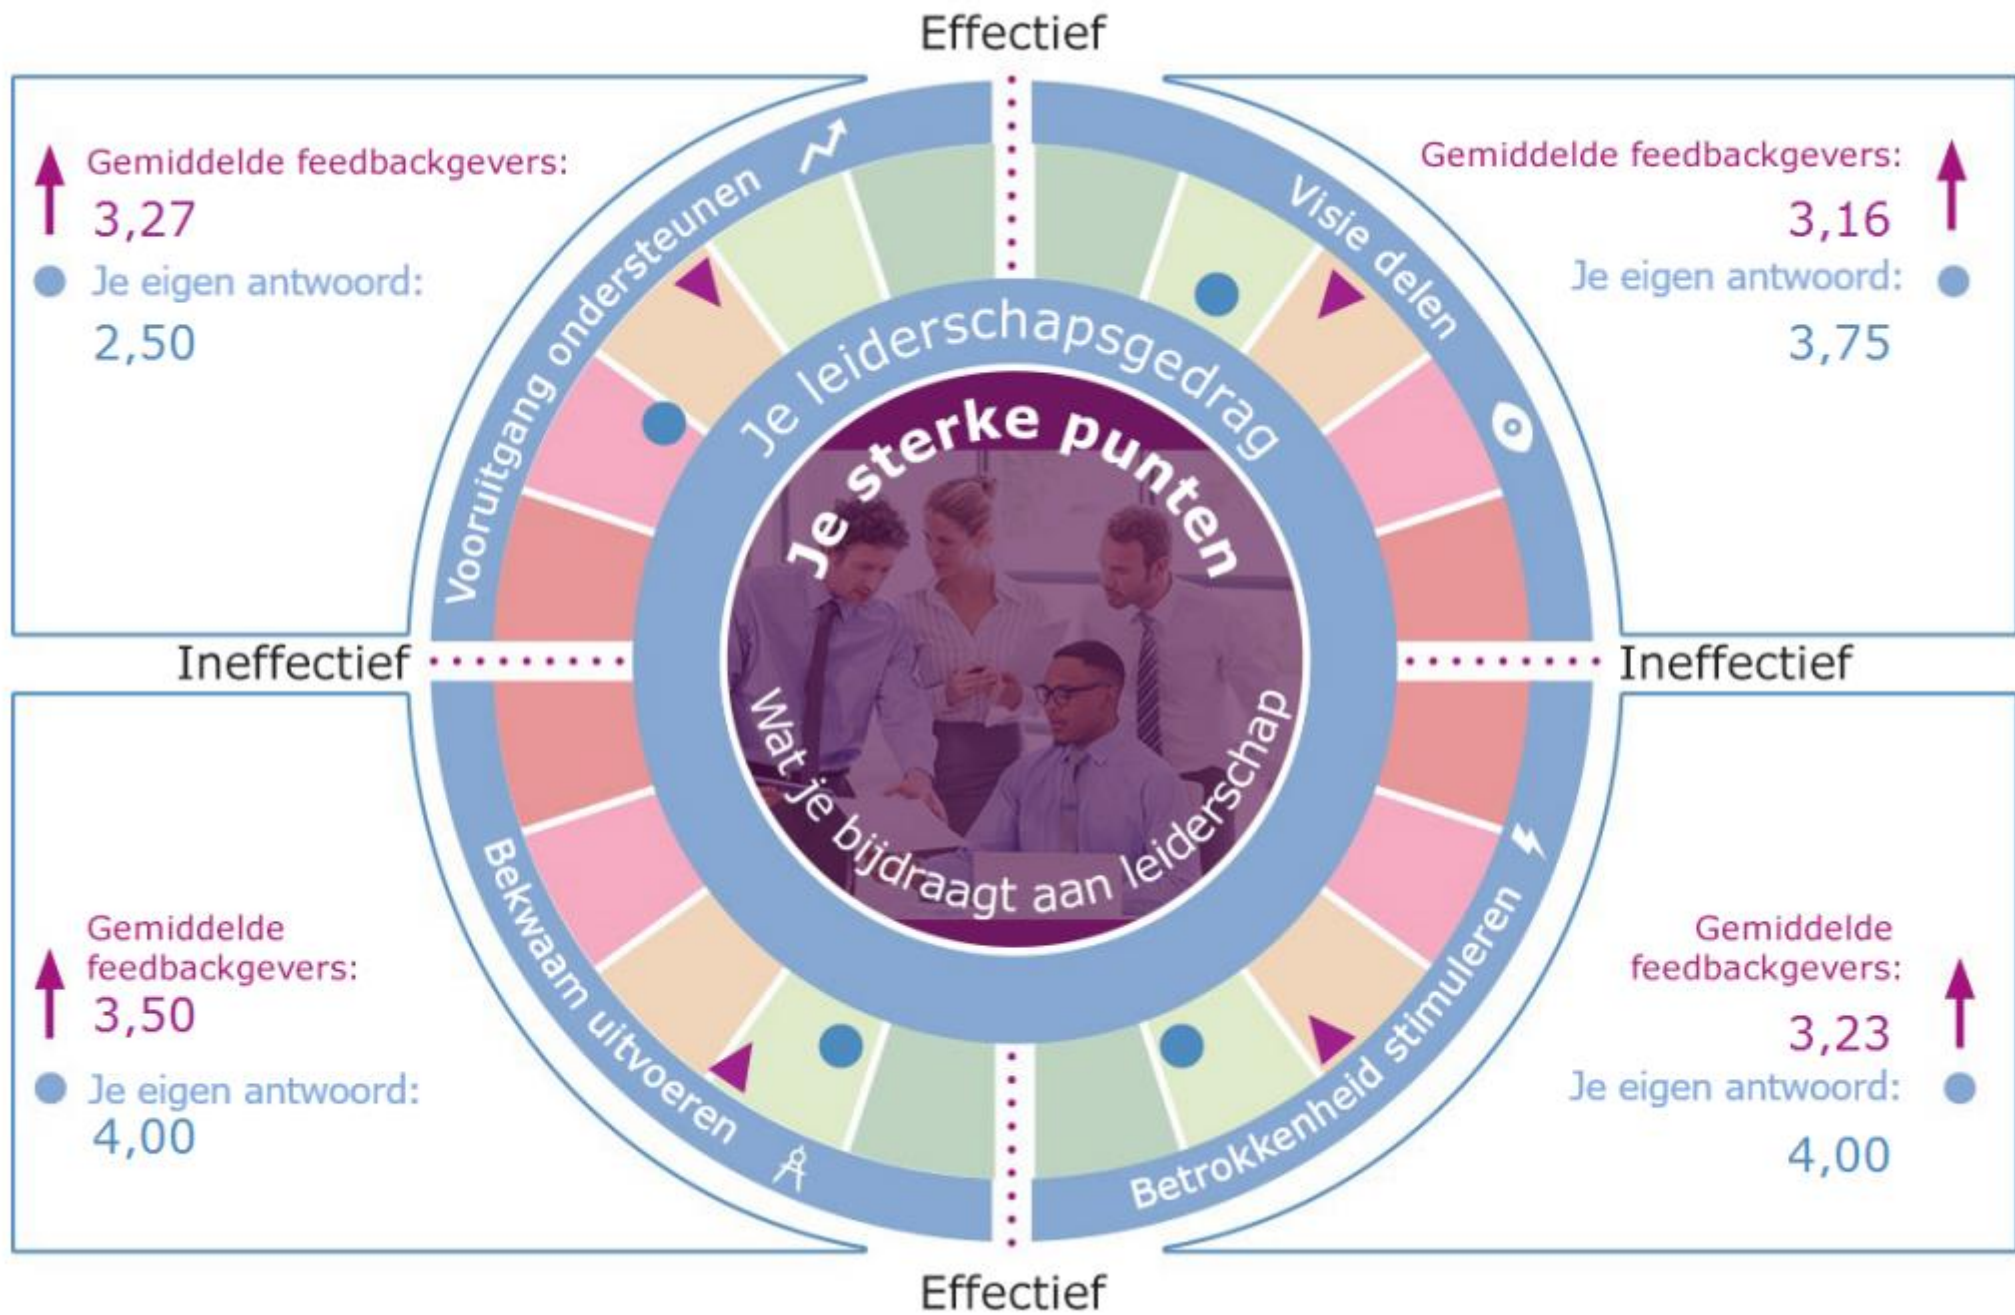 Effectief
Gemiddelde feedbackgevers:
3,27
Je eigen antwoord:
2,50
Gemiddelde feedbackgevers:
3,16
Je eigen antwoord:
3,75
Vooruitgang ondersteunen
Visie delen
Je leiderschapsgedrag
Je sterke punten
Wat je bijdraagt aan leiderschap
Ineffectief
Ineffectief
Bekwaam uitvoeren
Betrokkenheid stimuleren
Gemiddelde
feedbackgevers:
3,50
Je eigen antwoord:
4,00
Gemiddelde
feedbackgevers:
3,23
Je eigen antwoord:
4,00
Effectief